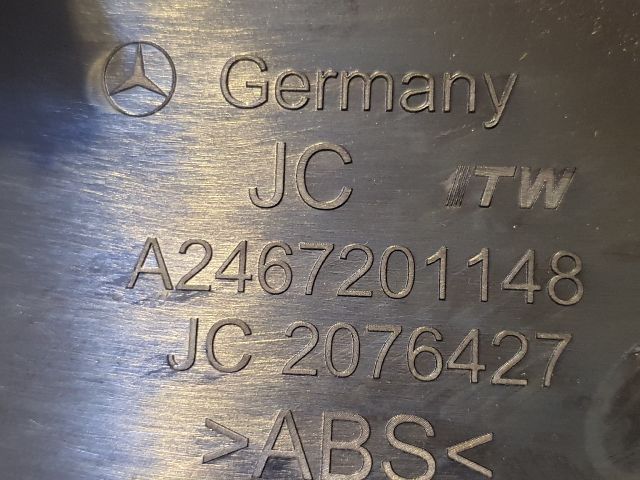 Germany
JC ITW
A2467201148
JC 2076427
>ABS<